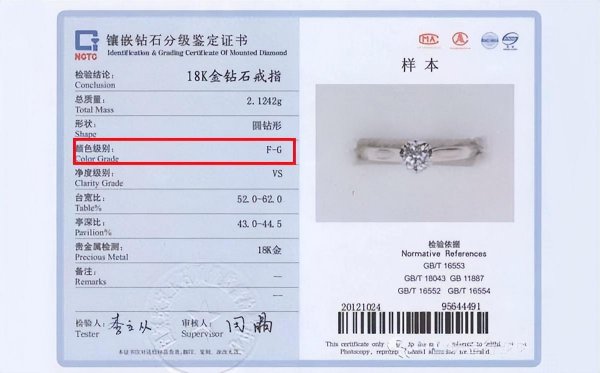 NGTC
镶嵌钻石分级鉴定证书
Identification & Grading Certificate Of Mounted Diamond
检验结论:
Conclusion
18K金钻石戒指
总质量:
Total Mass
2.1242g
形状:
Shape
圆钻形
颜色级别:
Color Grade
F-G
净度级别:
Clarity Grade
VS
台宽比:
Table%
52.0-62.0
亭深比:
Pavilion%
43.0-44.5
贵金属检测:
Precious Metal
18K金
备注:
Remarks
—
—
检验人:
Tester
审核人:
Supervisor
样本
检验依据
Normative References
GB/T 16553
GB/T 18043 GB 11887
GB/T 16552 GB/T 16554
20121024
95644491